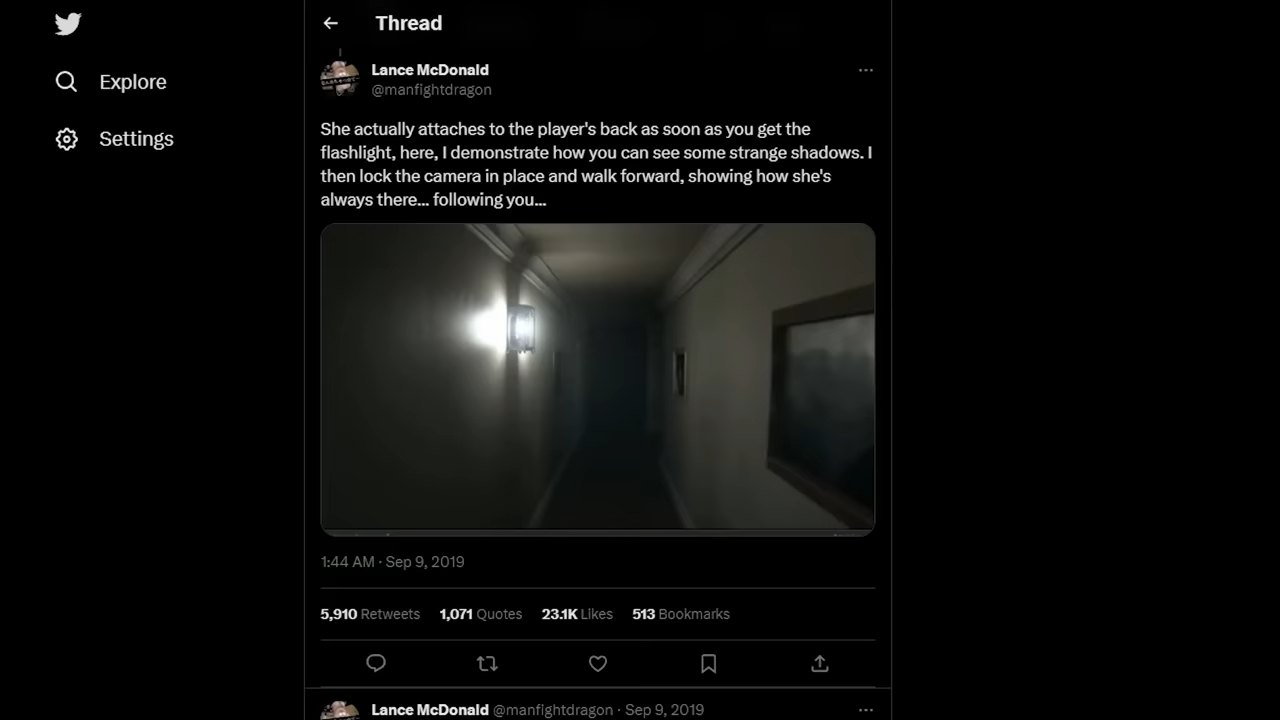 Thread
Explore
Settings
Lance McDonald
@manfightdragon
She actually attaches to the player's back as soon as you get the
flashlight, here, I demonstrate how you can see some strange shadows. I
then lock the camera in place and walk forward, showing how she's
always there... following you...
1:44 AM · Sep 9, 2019
5,910 Retweets 1,071 Quotes 23.1K Likes 513 Bookmarks
Lance McDonald @manfightdragon · Sep 9, 2019